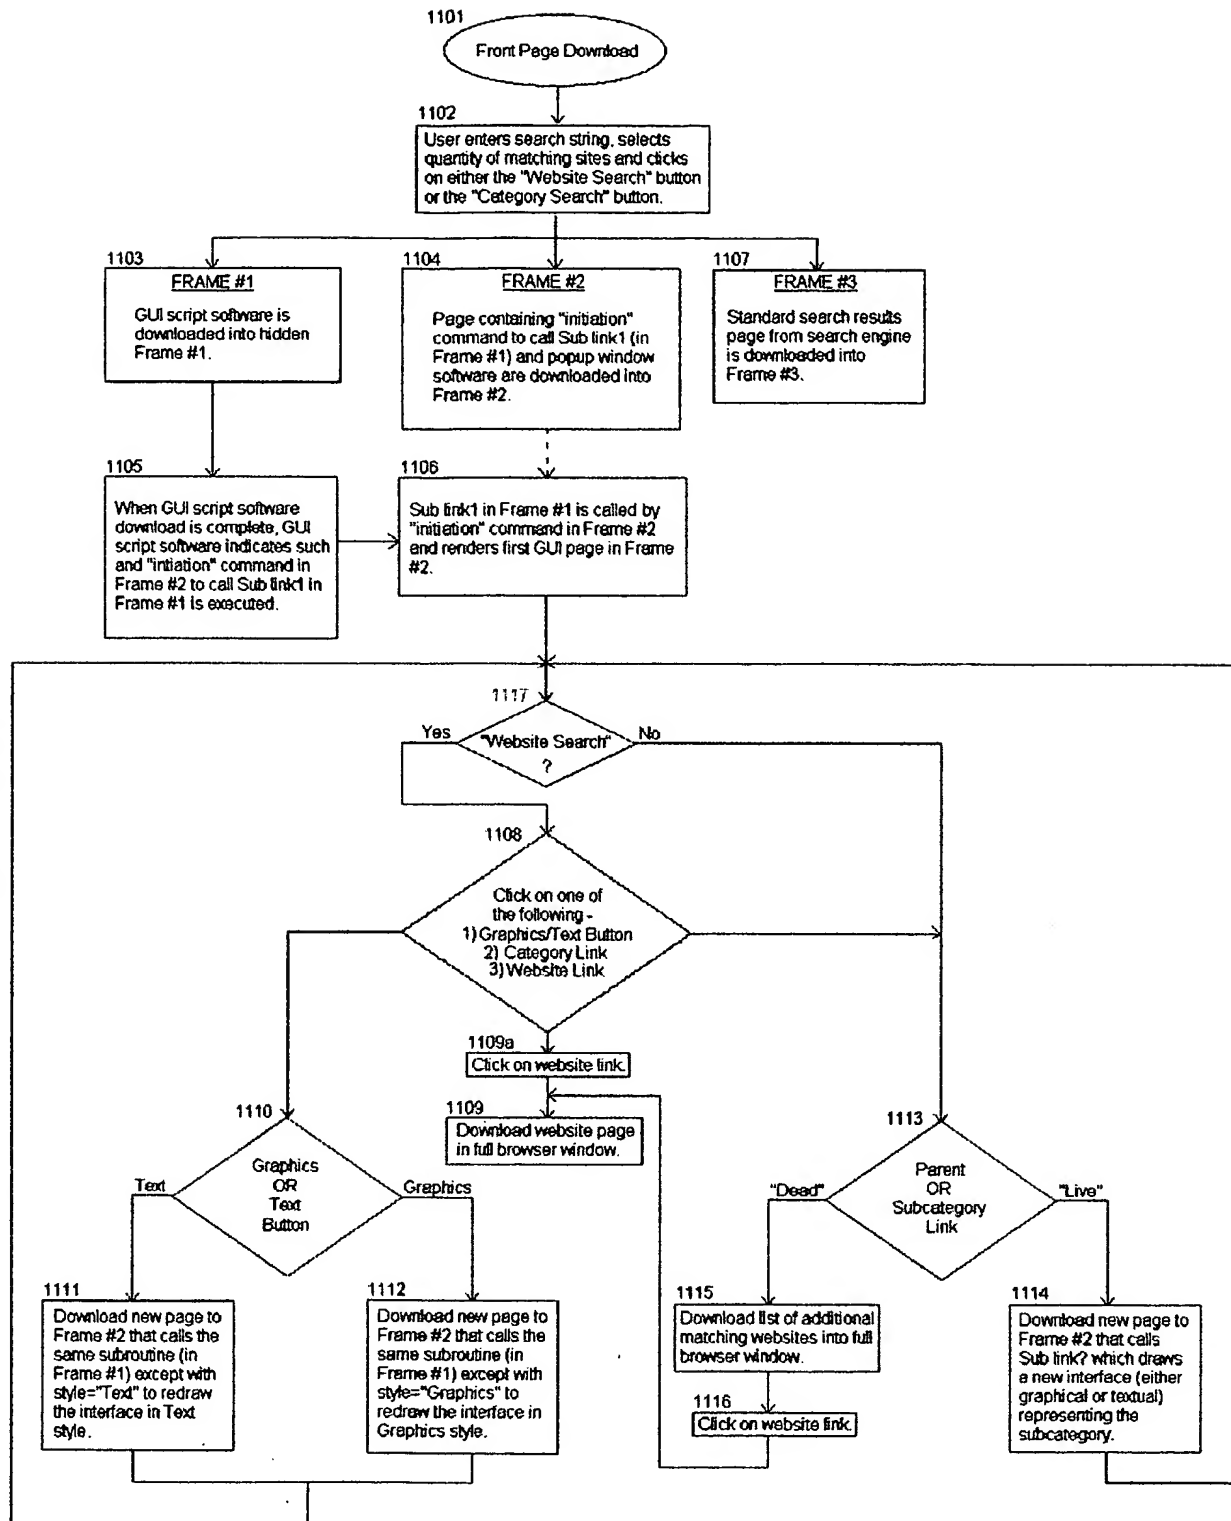 1101
Front Page Download
1102
User enters search string, selects
quantity of matching sites and clicks
on either the "Website Search" button
or the "Category Search" button.
1103
FRAME #1
GUI script software is
downloaded into hidden
Frame #1.
1104
FRAME #2
Page containing "initiation"
command to call Sub link1 (in
Frame #1) and popup window
software are downloaded into
Frame #2.
1107
FRAME #3
Standard search results
page from search engine
is downloaded into
Frame #3.
1105
When GUI script software
download is complete, GUI
script software indicates such
and "intiation" command in
Frame #2 to call Sub link1 in
Frame #1 is executed.
1106
Sub link1 in Frame #1 is called by
"initiation" command in Frame #2
and renders first GUI page in Frame
#2.
1117
Yes
"Website Search"
?
No
1108
Click on one of
the following -
1) Graphics/Text Button
2) Category Link
3) Website Link
1109a
Click on website link.
1109
Download website page
in full browser window.
1110
Text
Graphics
OR
Text
Button
Graphics
1113
"Dead"
Parent
OR
Subcategory
Link
"Live"
1111
Download new page to
Frame #2 that calls the
same subroutine (in
Frame #1) except with
style="Text" to redraw
the interface in Text
style.
1112
Download new page to
Frame #2 that calls the
same subroutine (in
Frame #1) except with
style="Graphics" to
redraw the interface in
Graphics style.
1115
Download list of additional
matching websites into full
browser window.
1116
Click on website link.
1114
Download new page to
Frame #2 that calls
Sub link? which draws
a new interface (either
graphical or textual)
representing the
subcategory.